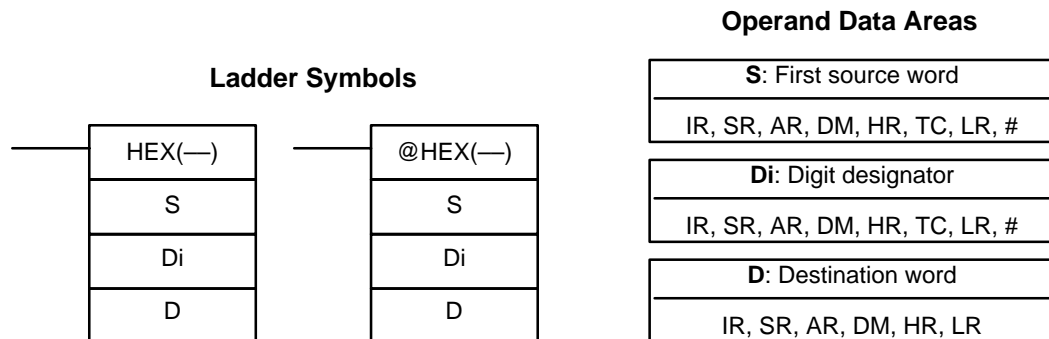 Ladder Symbols
HEX(—)
S
Di
D
@HEX(—)
S
Di
D
Operand Data Areas
S: First source word
IR, SR, AR, DM, HR, TC, LR, #
Di: Digit designator
IR, SR, AR, DM, HR, TC, LR, #
D: Destination word
IR, SR, AR, DM, HR, LR